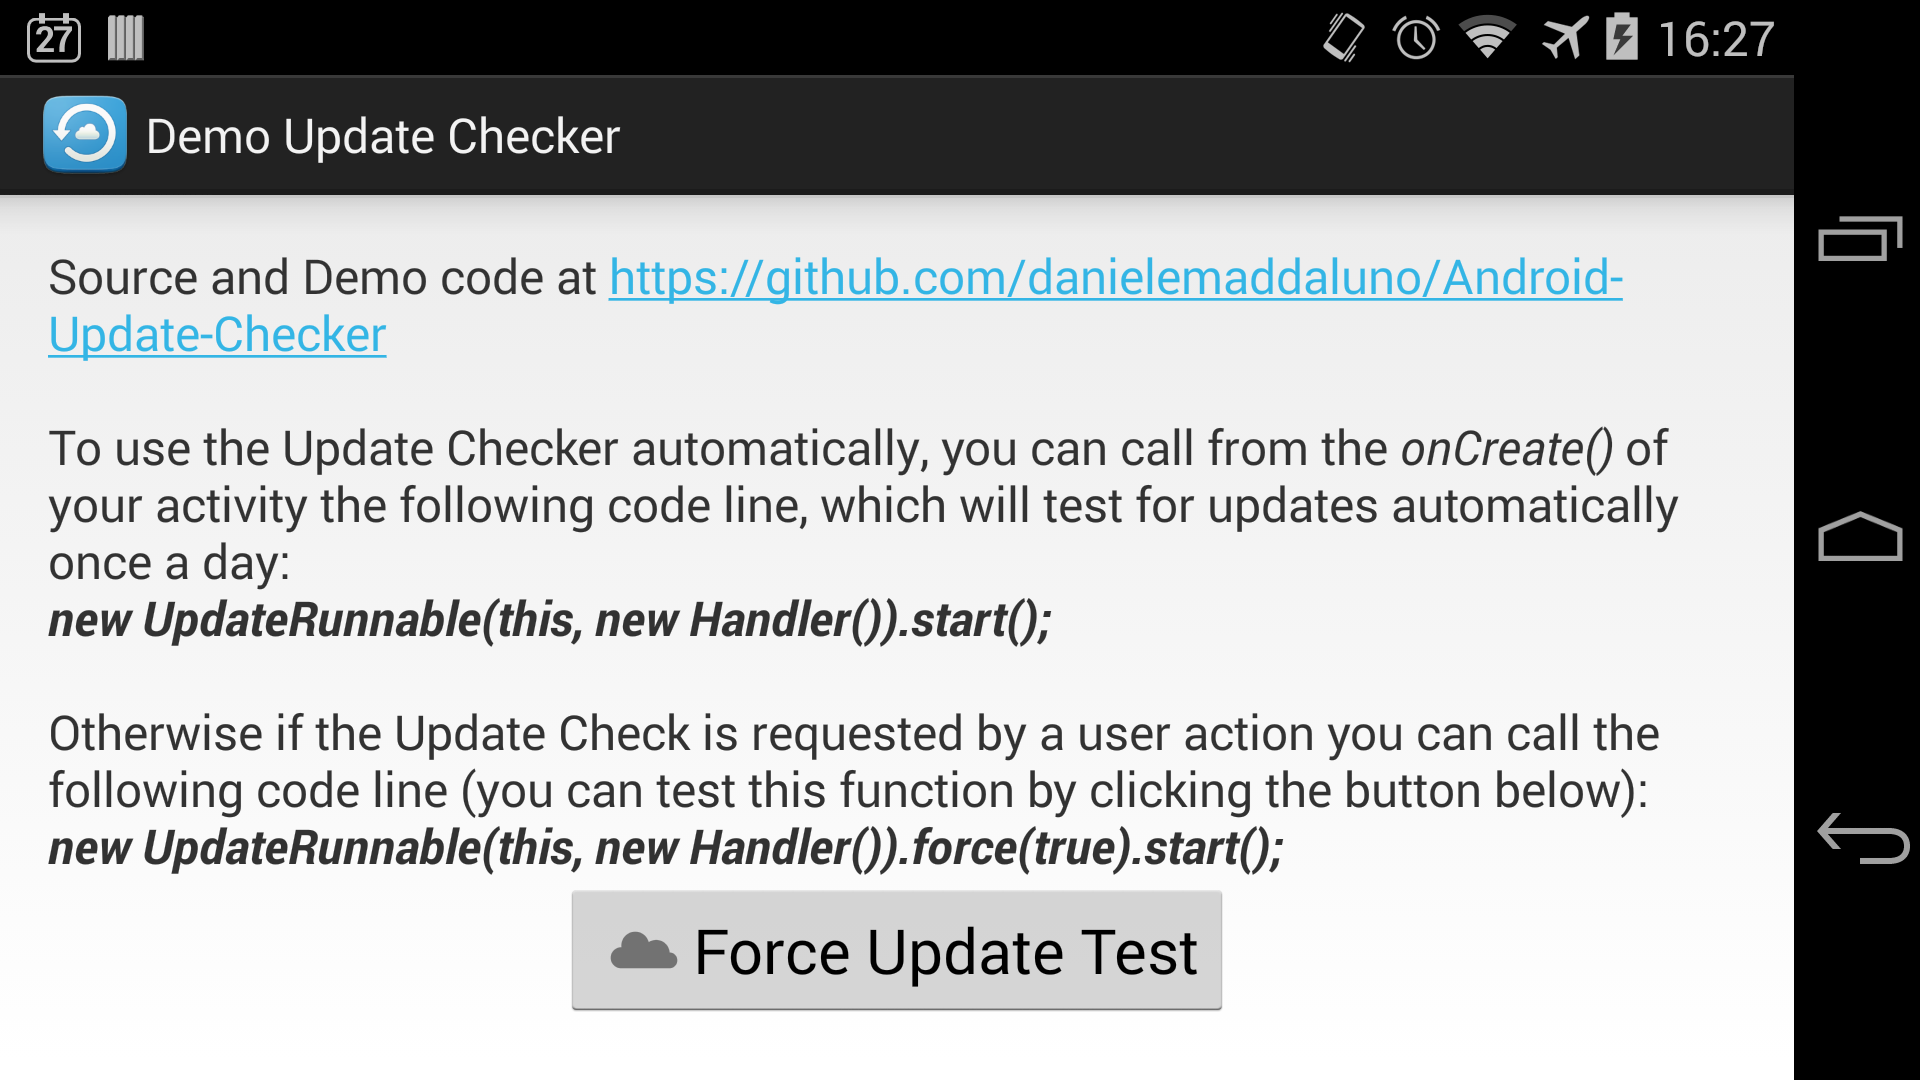 27
16:27
Demo Update Checker
Source and Demo code at https://github.com/danielemaddaluno/Android-
Update-Checker
To use the Update Checker automatically, you can call from the onCreate() of
your activity the following code line, which will test for updates automatically
once a day:
new UpdateRunnable(this, new Handler()).start();
Otherwise if the Update Check is requested by a user action you can call the
following code line (you can test this function by clicking the button below):
new UpdateRunnable(this, new Handler()).force(true).start();
Force Update Test